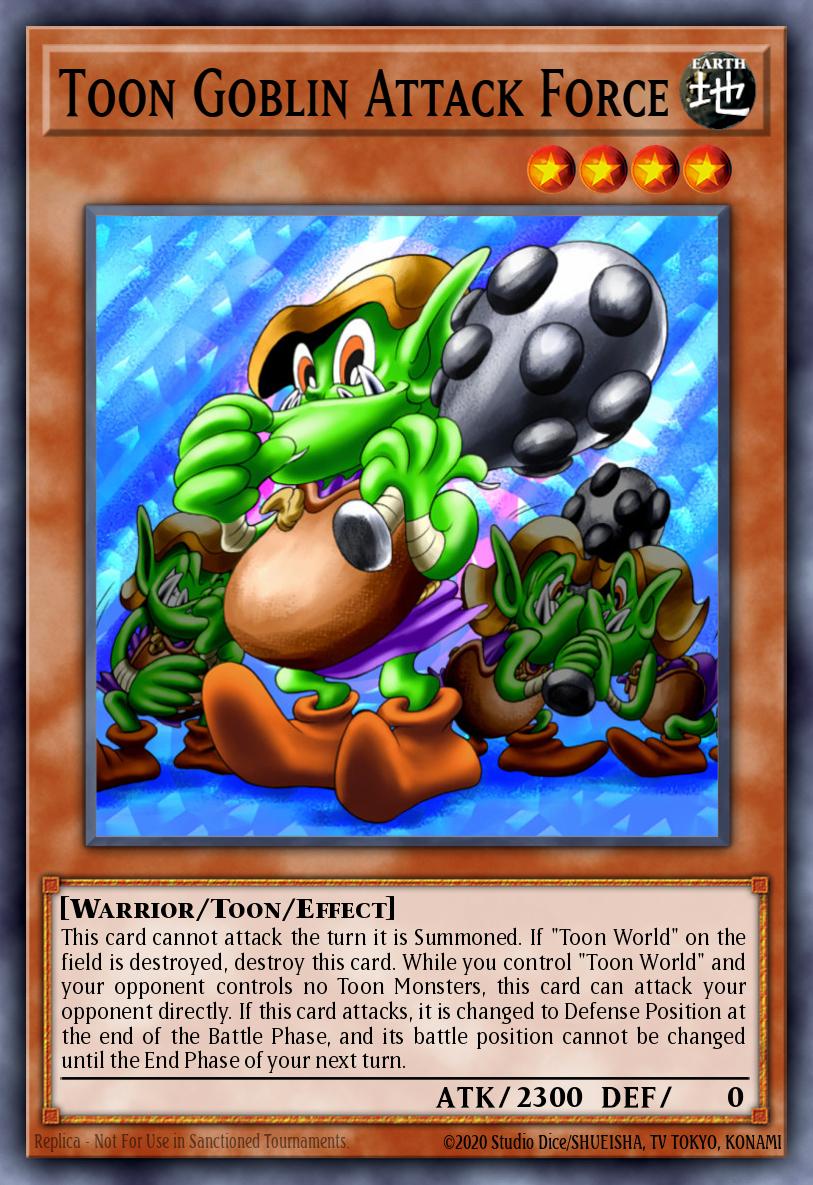 TOON GOBLIN ATTACK FORCE
EARTH
地
[WARRIOR/TOON/EFFECT]
This card cannot attack the turn it is Summoned. If "Toon World" on the
field is destroyed, destroy this card. While you control "Toon World" and
your opponent controls no Toon Monsters, this card can attack your
opponent directly. If this card attacks, it is changed to Defense Position at
the end of the Battle Phase, and its battle position cannot be changed
until the End Phase of your next turn.
ATK/2300 DEF/ 0
Replica - Not For Use in Sanctioned Tournaments.
©2020 Studio Dice/SHUEISHA, TV TOKYO, KONAMI